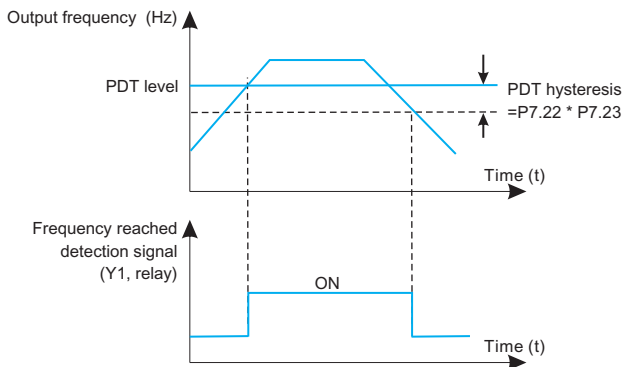 Output frequency (Hz)
PDT level
PDT hysteresis
=P7.22 * P7.23
Time (t)
Frequency reached
detection signal
(Y1, relay)
ON
Time (t)